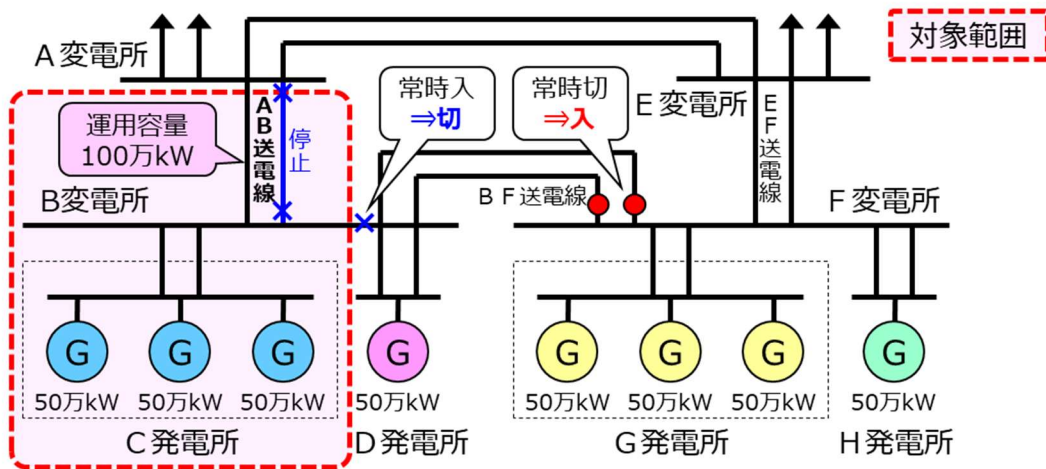 対象範囲
A変電所
E変電所
常時入
⇒切
常時切
⇒入
運用容量
100万kW
AB送電線
停止
EF送電線
B変電所
BF送電線
F変電所
G
G
G
G
G
G
G
G
50万kW
50万kW
50万kW
50万kW
50万kW
50万kW
50万kW
50万kW
C発電所
D発電所
G発電所
H発電所